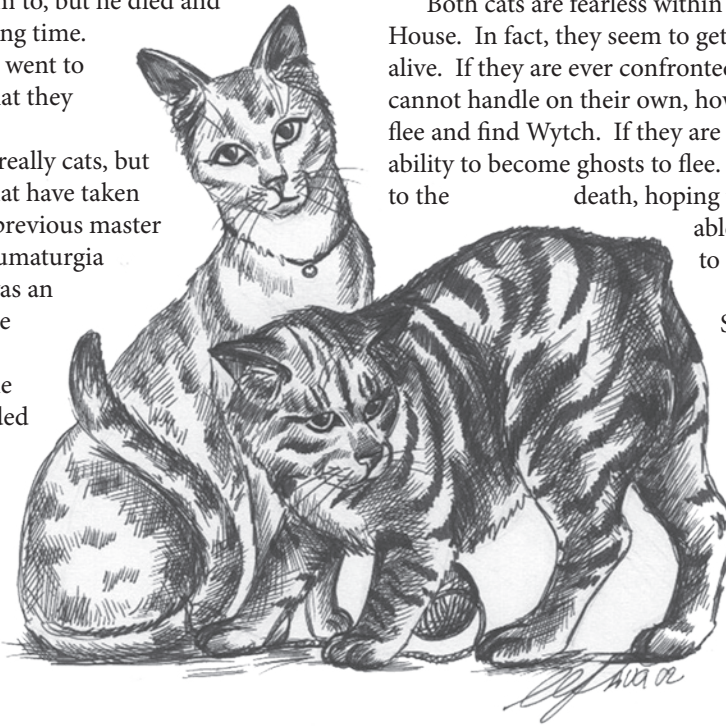 m to, but he died and
ng time.
went to
at they
really cats, but
at have taken
previous master
umaturgia
as an
e
e
led
Both cats are fearless within
House.  In fact, they seem to get
alive.  If they are ever confronted
cannot handle on their own, how
flee and find Wytch.  If they are
ability to become ghosts to flee.
to the death, hoping
able
to
S
02